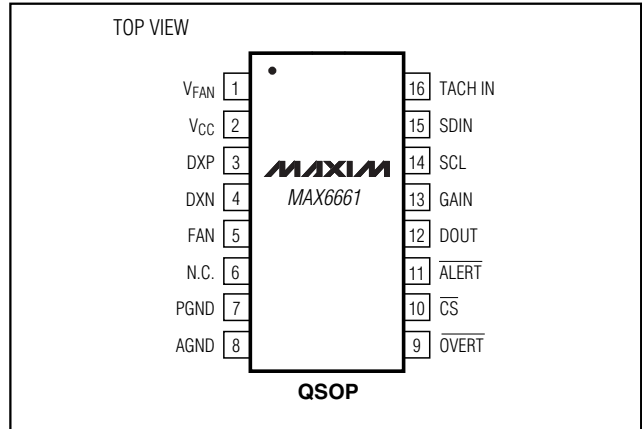 TOP VIEW
VFAN 1
VCC 2
DXP 3
DXN 4
FAN 5
N.C. 6
PGND 7
AGND 8
MAXIM
MAX6661
16 TACH IN
15 SDIN
14 SCL
13 GAIN
12 DOUT
11 ALERT
10 CS
9 OVERT
QSOP